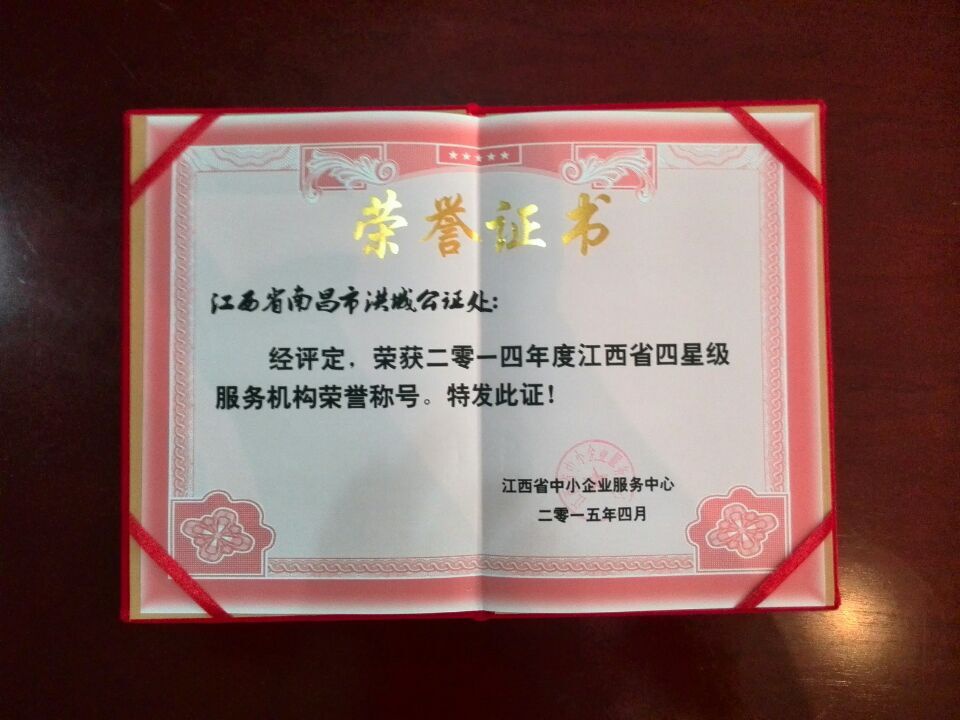 荣誉证书
江西省南昌市洪城公证处:
经评定，荣获二零一四年度江西省四星级
服务机构荣誉称号。特发此证!
江西省中小企业服务中心
二零一五年四月